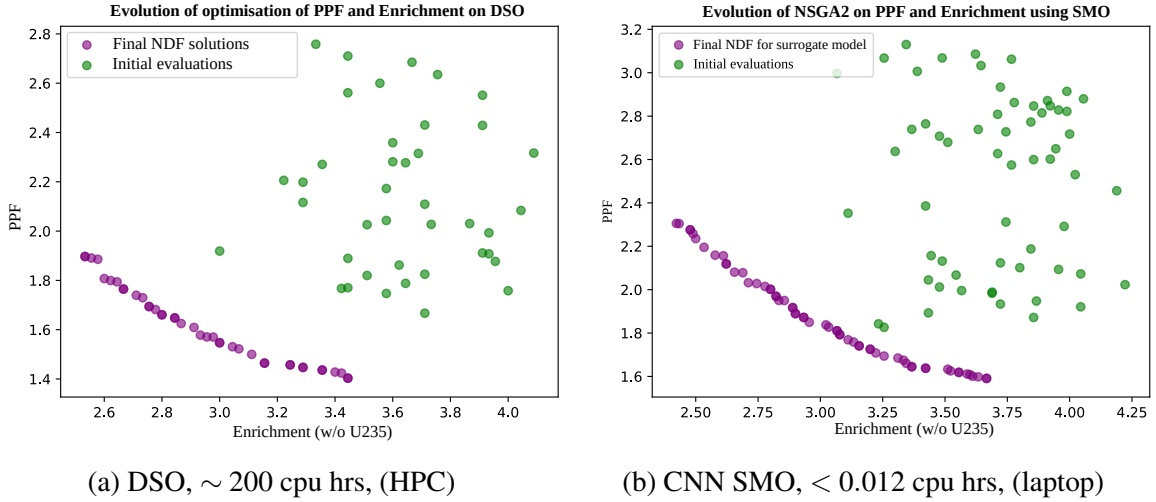 Evolution of optimisation of PPF and Enrichment on DSO
Final NDF solutions
Initial evaluations
2.8
2.6
2.4
2.2
2.0
1.8
1.6
1.4
PPF
2.6 2.8 3.0 3.2 3.4 3.6 3.8 4.0
Enrichment (w/o U235)
(a) DSO, ∼ 200 cpu hrs, (HPC)
Evolution of NSGA2 on PPF and Enrichment using SMO
Final NDF for surrogate model
Initial evaluations
3.2
3.0
2.8
2.6
2.4
2.2
2.0
1.8
1.6
PPF
2.50 2.75 3.00 3.25 3.50 3.75 4.00 4.25
Enrichment (w/o U235)
(b) CNN SMO, < 0.012 cpu hrs, (laptop)